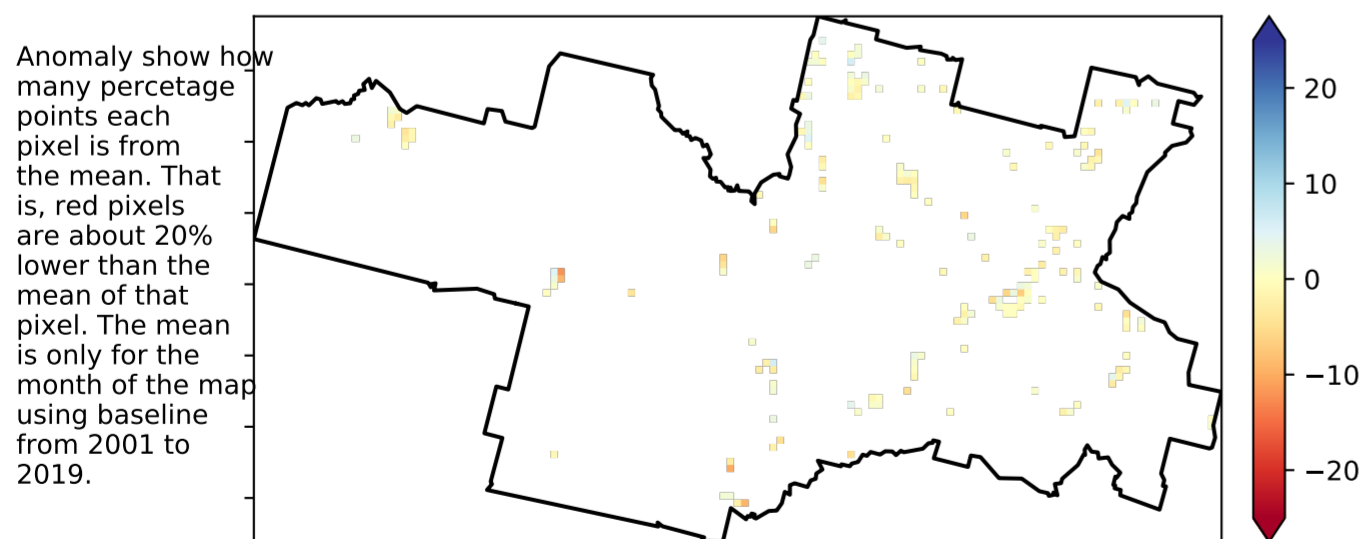 Anomaly show how
many percetage
points each
pixel is from
the mean. That
is, red pixels
are about 20%
lower than the
mean of that
pixel. The mean
is only for the
month of the map
using baseline
from 2001 to
2019.
20
10
0
−10
−20